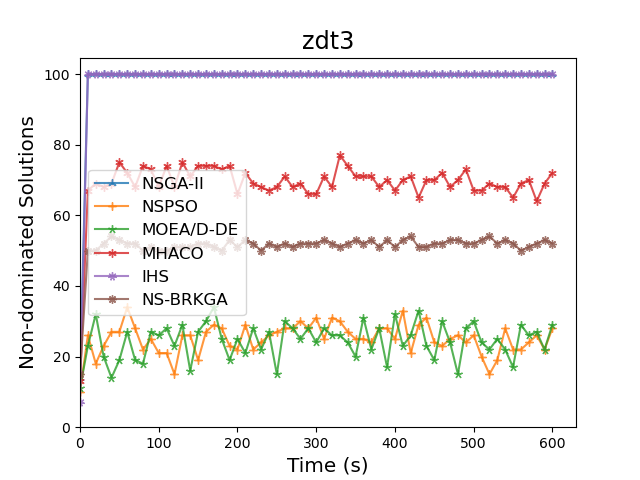 zdt3
Non-dominated Solutions
100
80
60
40
20
0
NSGA-II
NSPSO
MOEA/D-DE
MHACO
IHS
NS-BRKGA
0 100 200 300 400 500 600
Time (s)